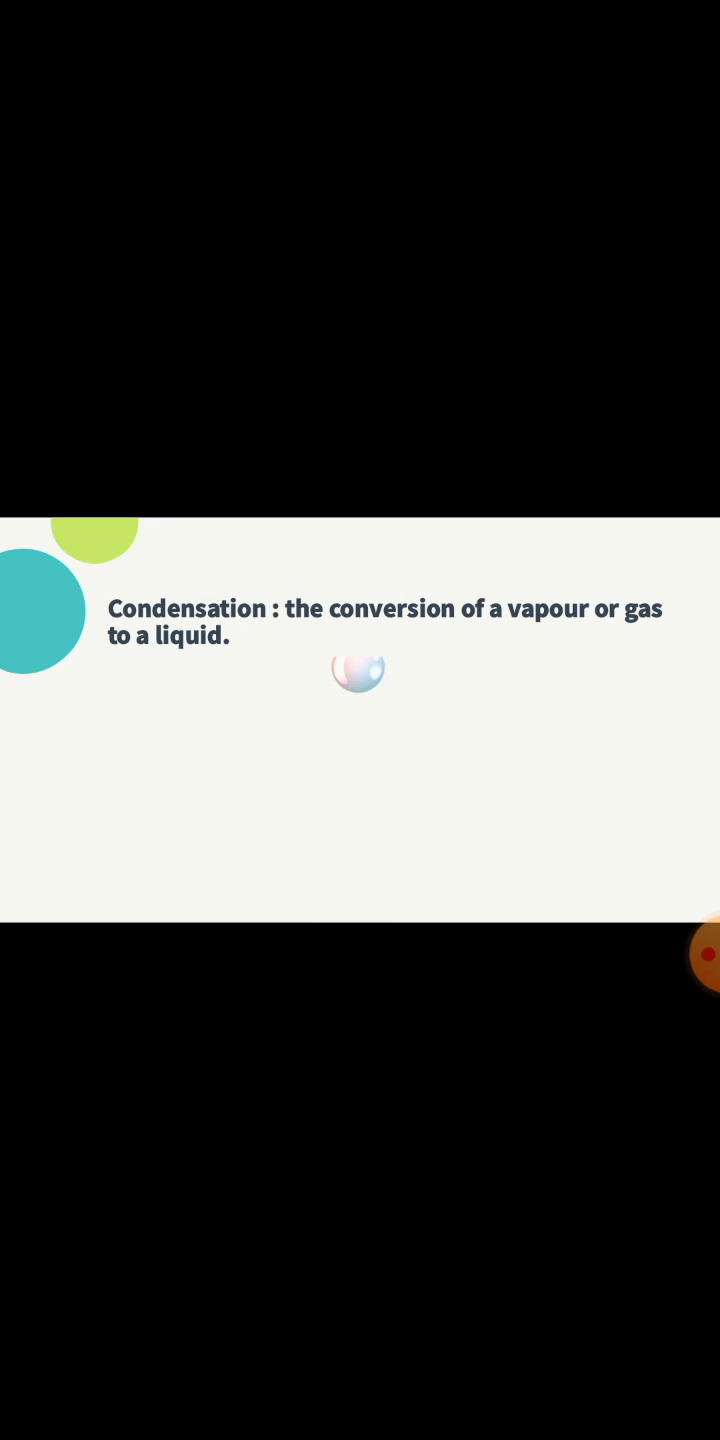 Condensation : the conversion of a vapour or gas
to a liquid.